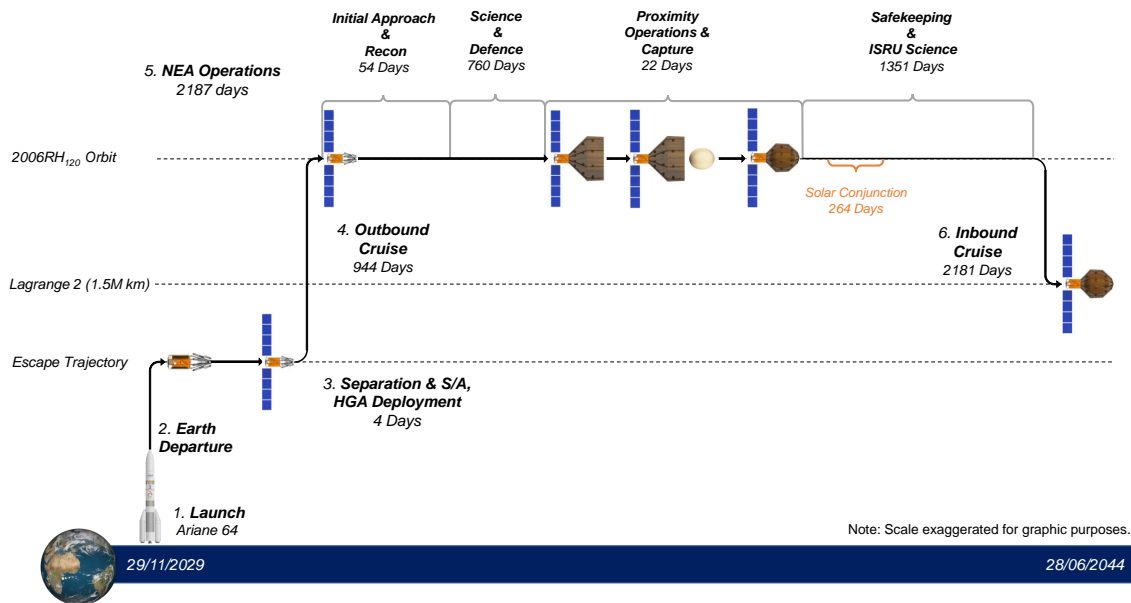 Initial Approach
&
Recon
54 Days
Science
&
Defence
760 Days
Proximity
Operations &
Capture
22 Days
Safekeeping
&
ISRU Science
1351 Days
5. NEA Operations
2187 days
2006RH₁₂₀ Orbit
Solar Conjunction
264 Days
4. Outbound
Cruise
944 Days
6. Inbound
Cruise
2181 Days
Lagrange 2 (1.5M km)
Escape Trajectory
3. Separation & S/A,
HGA Deployment
4 Days
2. Earth
Departure
1. Launch
Ariane 64
Note: Scale exaggerated for graphic purposes.
29/11/2029
28/06/2044